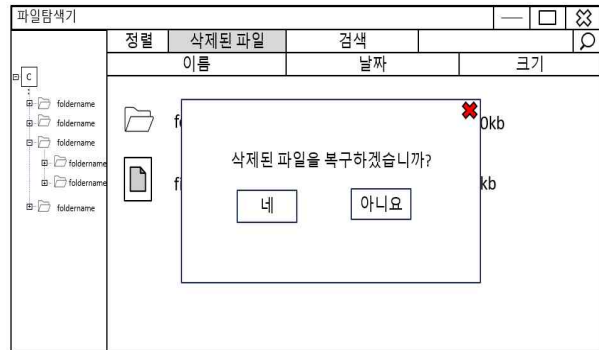 파일탐색기
정렬 삭제된 파일 검색
이름 날짜 크기
C
foldername
foldername
foldername
foldername
foldername
foldername
삭제된 파일을 복구하겠습니까?
네 아니요
0kb
kb